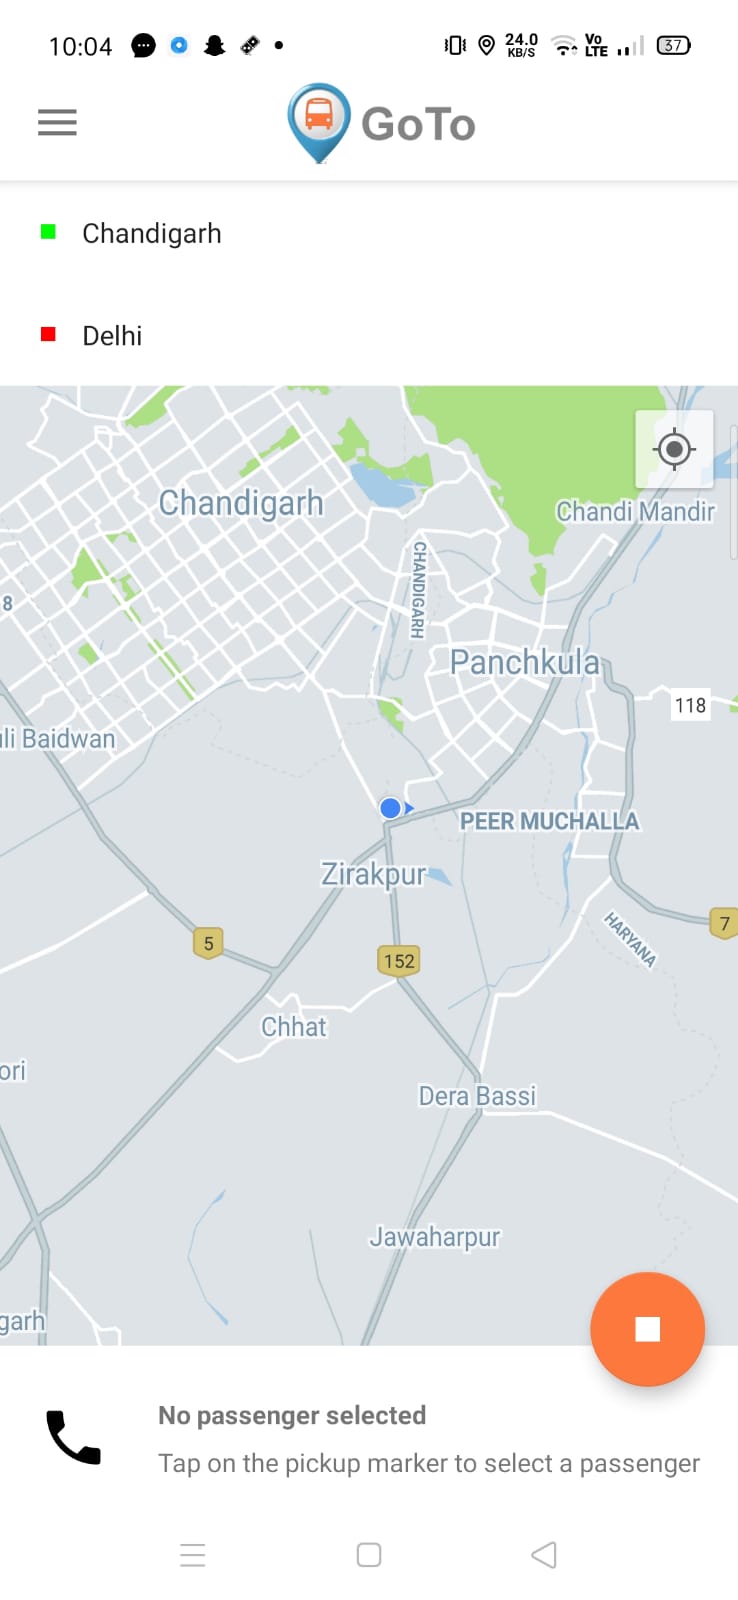 10:04
24.0
KB/S
Vo
LTE
37
GoTo
Chandigarh
Delhi
Chandigarh
Chandi Mandir
CHANDIGARH
8
Panchkula
118
li Baidwan
PEER MUCHALLA
Zirakpur
7
5
HARYANA
152
Chhat
ori
Dera Bassi
Jawaharpur
garh
No passenger selected
Tap on the pickup marker to select a passenger